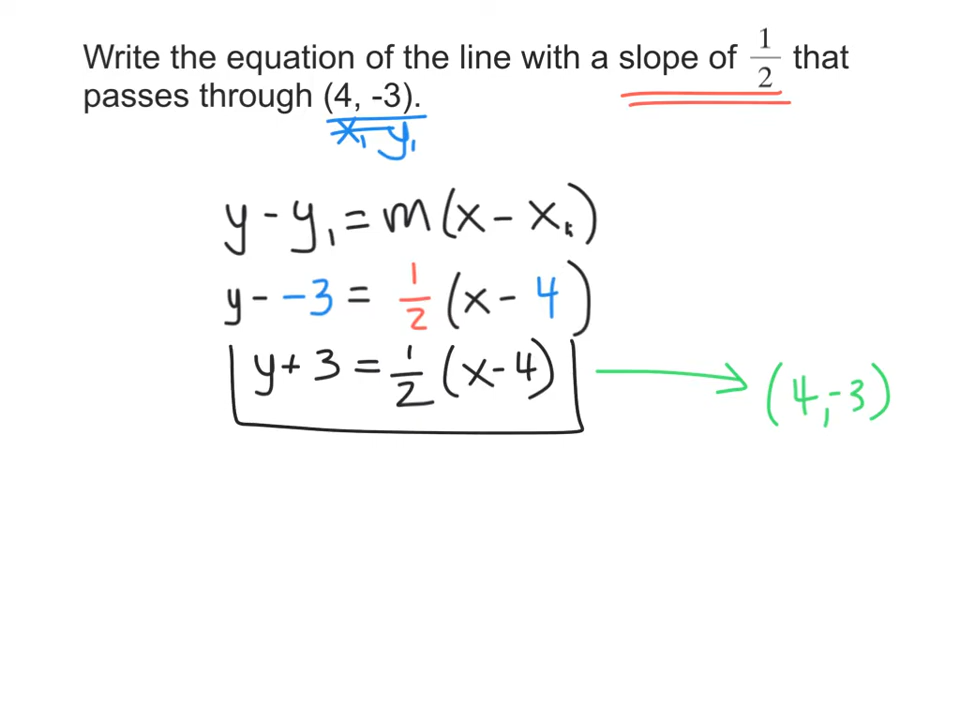 Write the equation of the line with a slope of 1/2 that
passes through (4, -3).
x₁ y₁
y - y₁ = m(x - x₁)
y - -3 = 1/2 (x - 4)
y + 3 = 1/2 (x - 4) (4, -3)